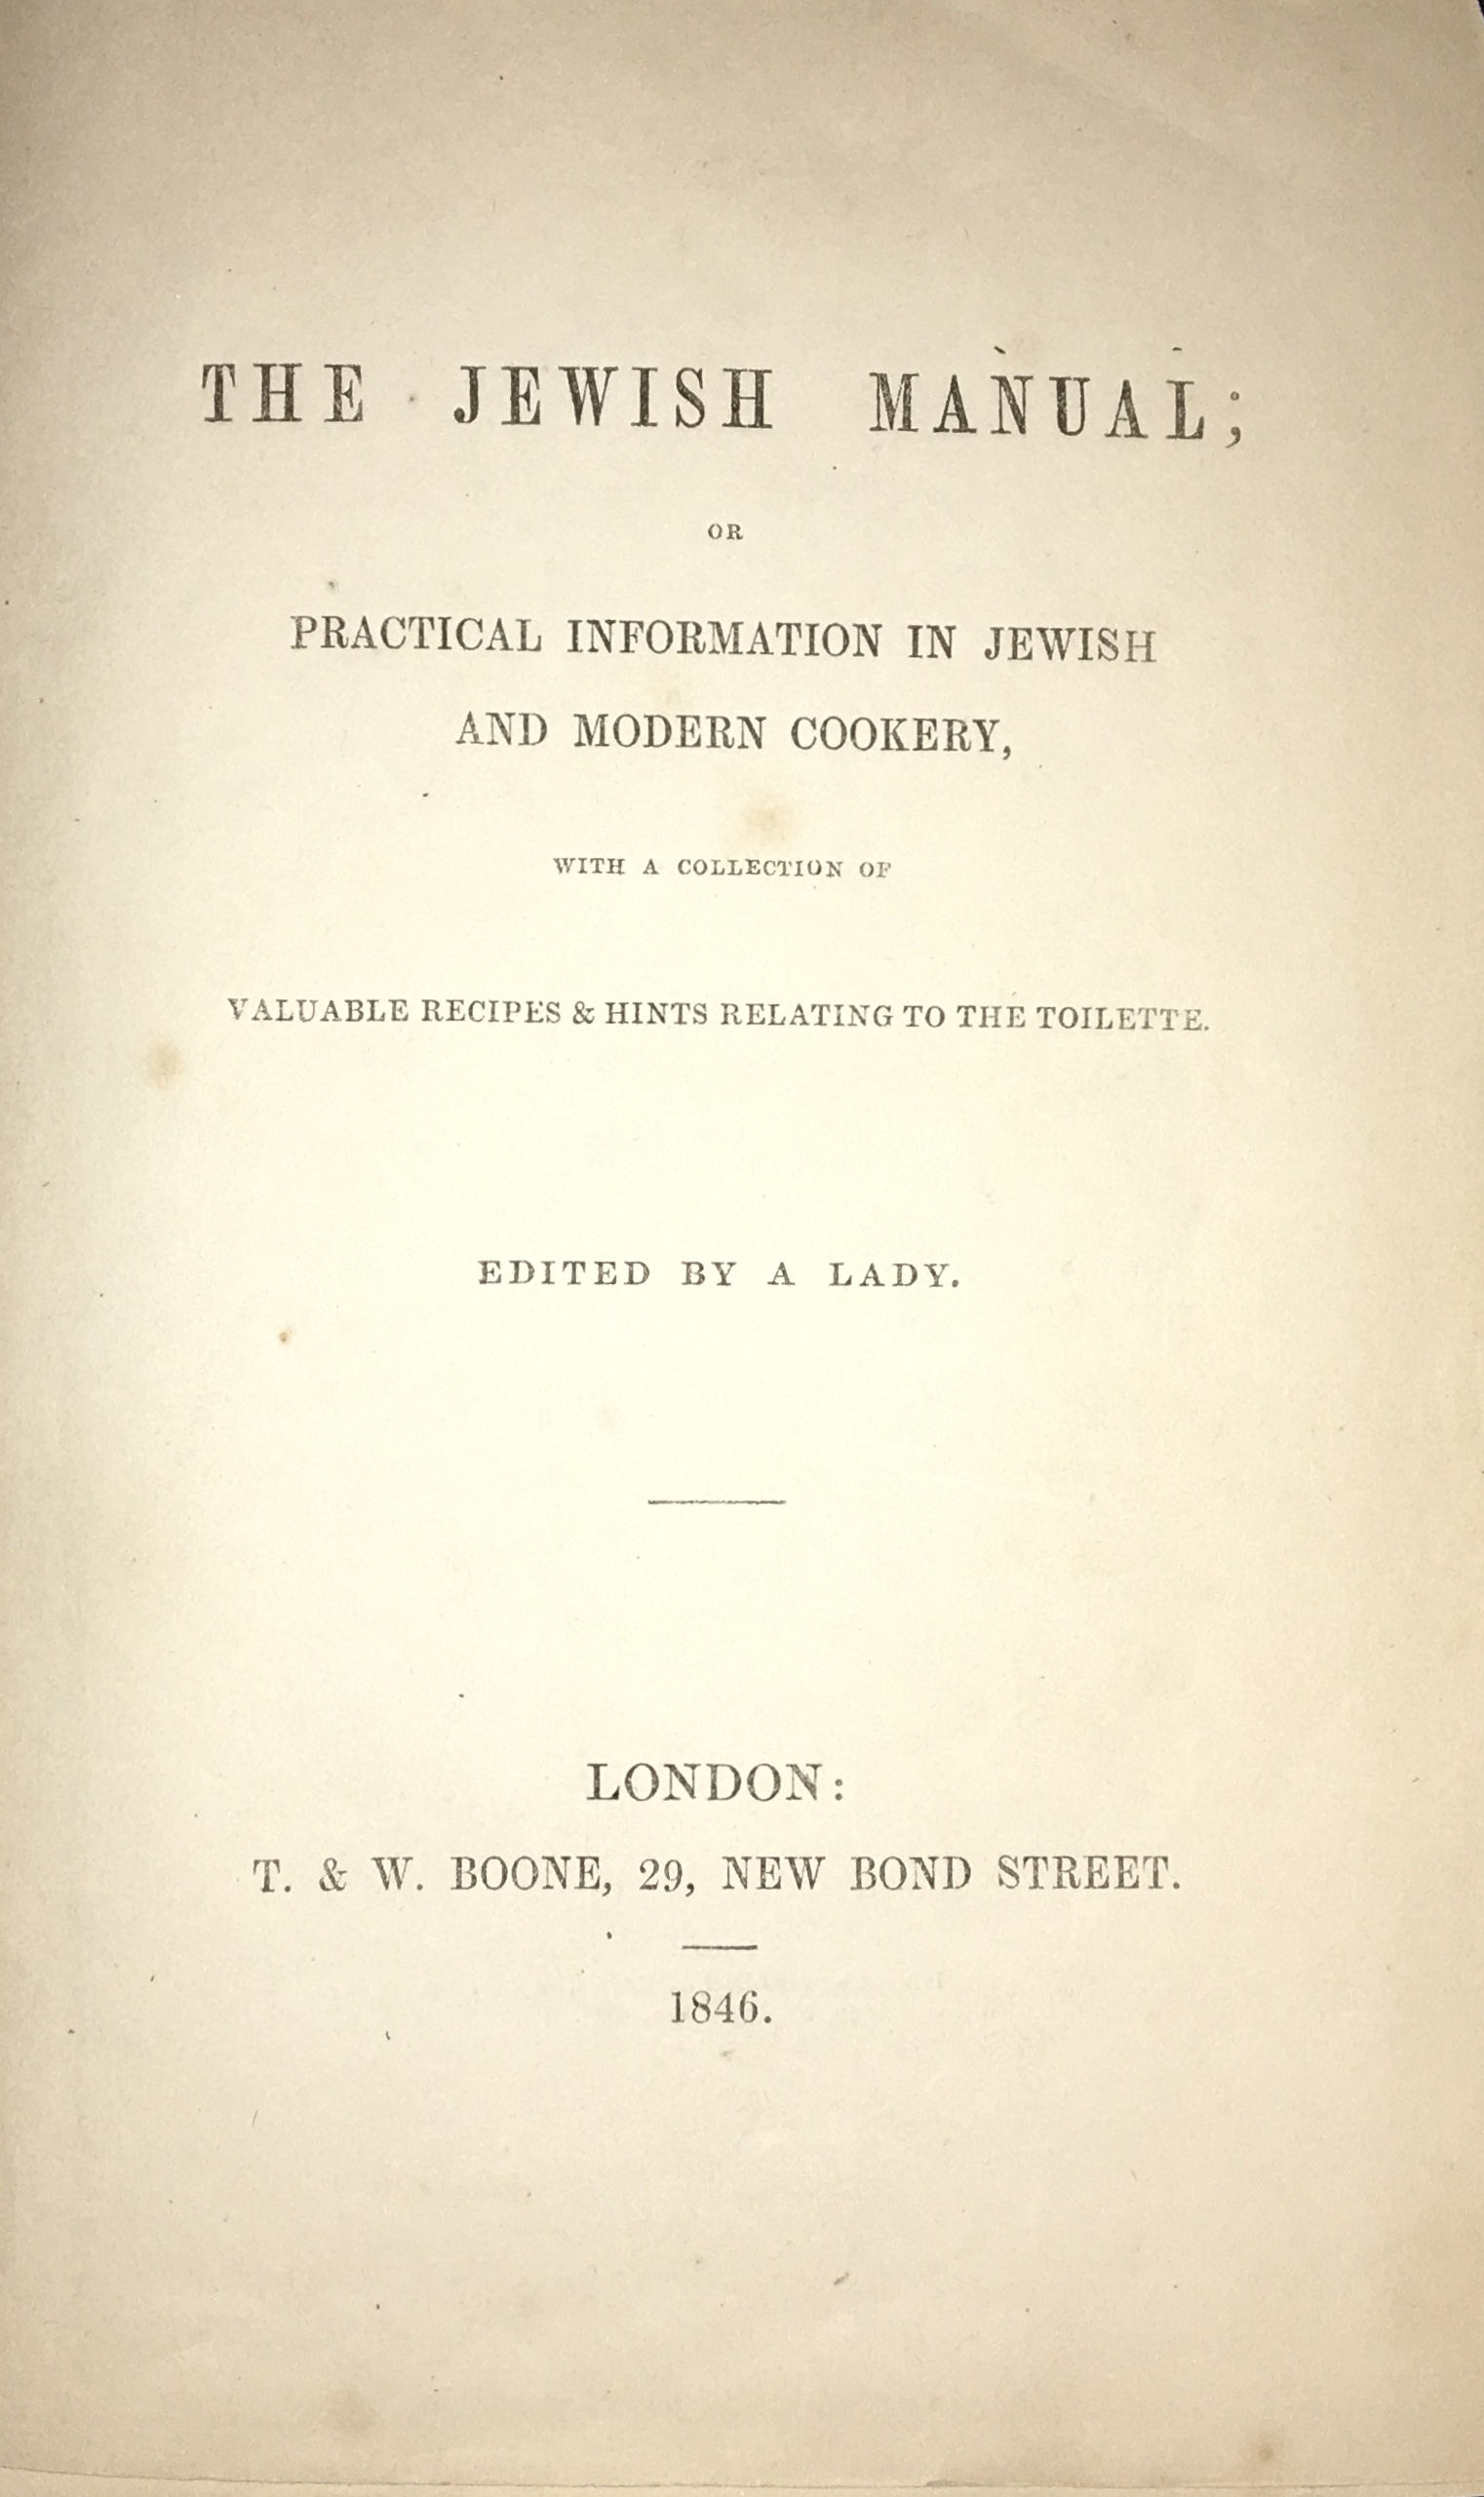 THE JEWISH MANUAL;
OR
PRACTICAL INFORMATION IN JEWISH
AND MODERN COOKERY,
WITH A COLLECTION OF
VALUABLE RECIPES & HINTS RELATING TO THE TOILETTE.
EDITED BY A LADY.
LONDON:
T. & W. BOONE, 29, NEW BOND STREET.
1846.